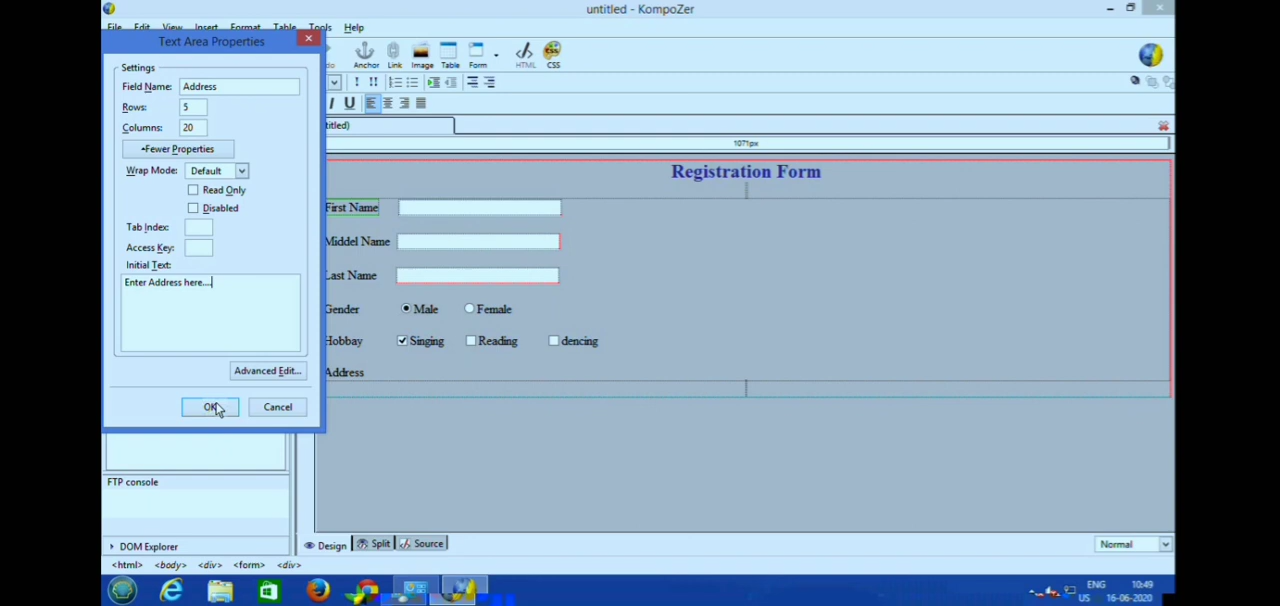 untitled - KompoZer
File Edit View Insert Format Table Tools Help
Text Area Properties
Anchor Link Image Table Form HTML CSS
Settings
Field Name: Address
Rows: 5
Columns: 20
Fewer Properties
Wrap Mode: Default
Read Only
Disabled
Tab Index:
Access Key:
Initial Text:
Enter Address here....
Advanced Edit...
OK Cancel
1071px
Registration Form
First Name
Middel Name
Last Name
Gender Male Female
Hobbay Singing Reading dencing
Address
FTP console
DOM Explorer
Design Split Source
Normal
<html> <body> <div> <form> <div>
ENG 10:49
US 16-06-2020